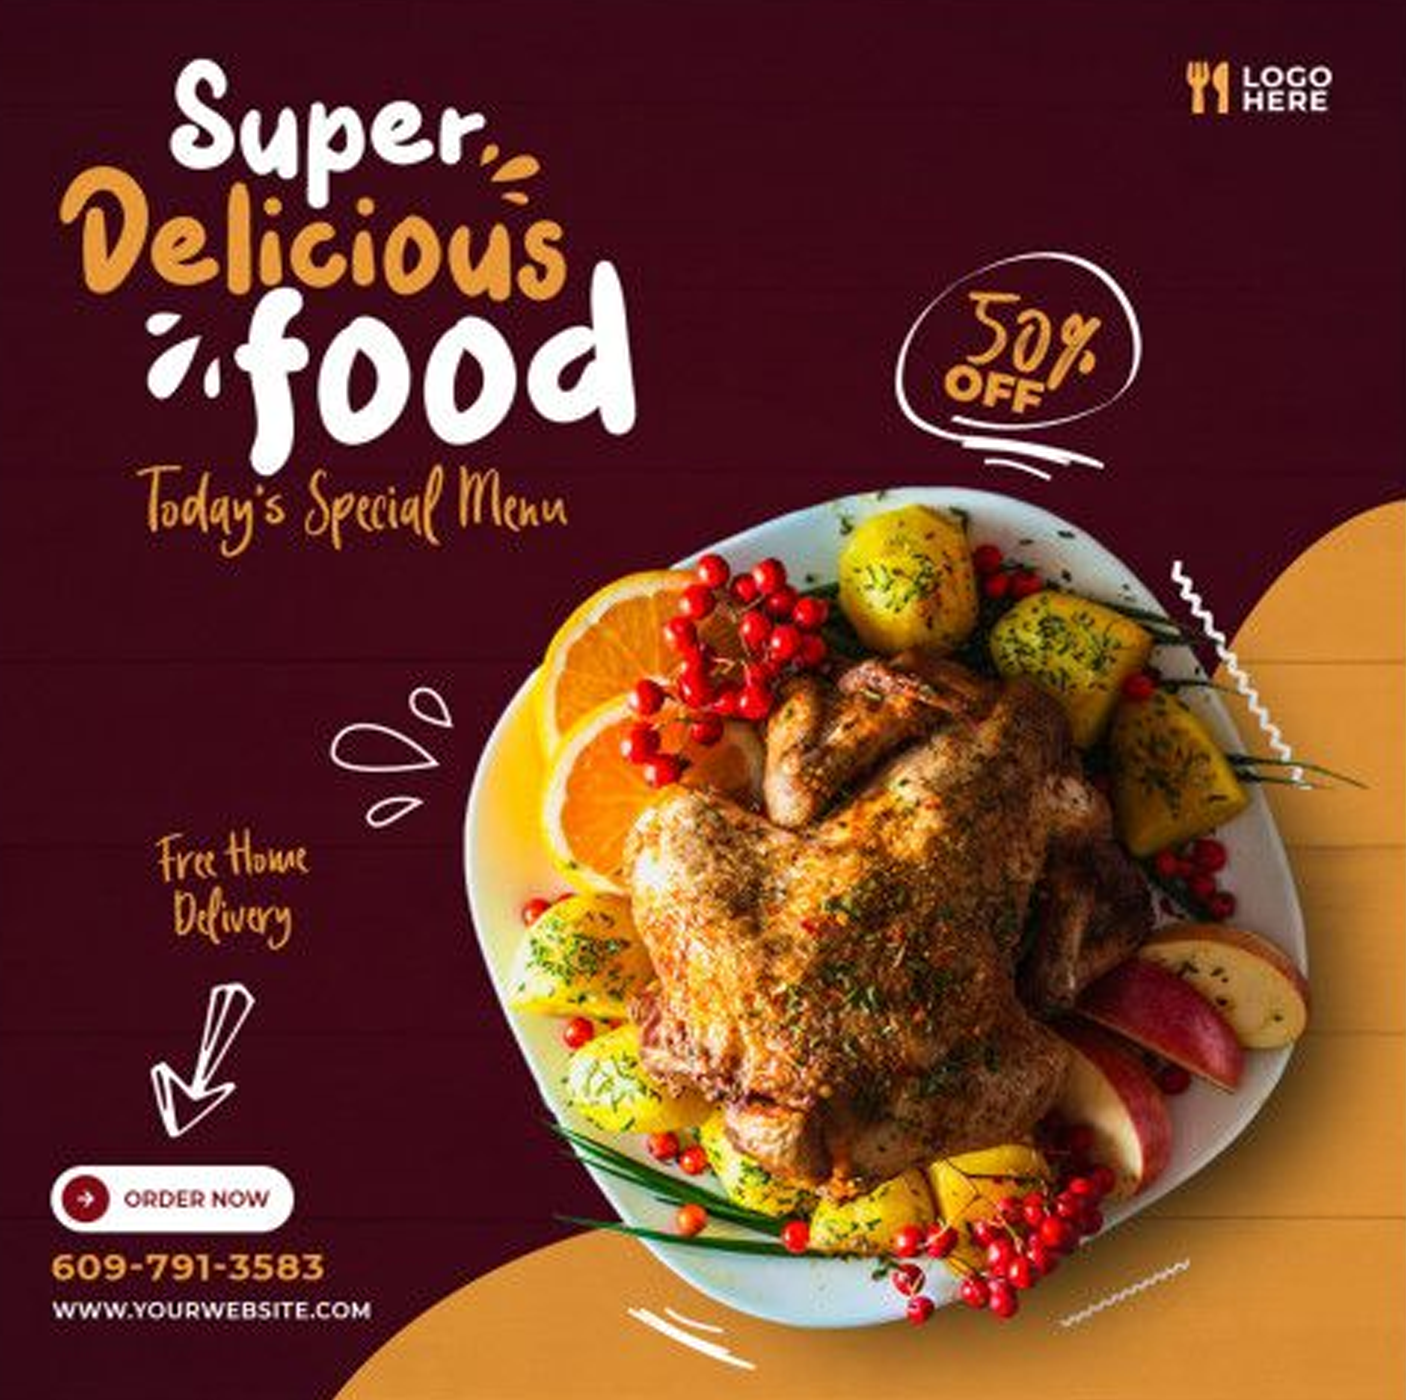 Super
Delicious
food
Today's Special Menu
LOGO
HERE
50%
OFF
Free Home
Delivery
ORDER NOW
609-791-3583
WWW.YOURWEBSITE.COM